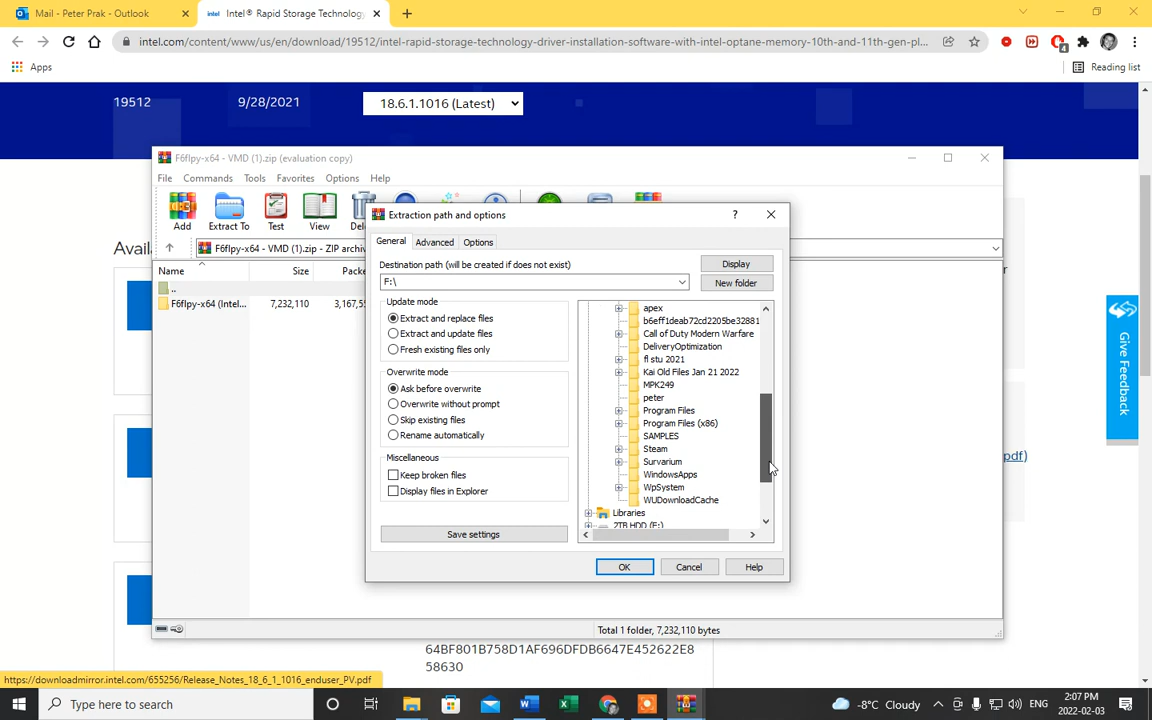 Mail - Peter Prak - Outlook
intel
Intel® Rapid Storage Technology
intel.com/content/www/us/en/download/19512/intel-rapid-storage-technology-driver-installation-software-with-intel-optane-memory-10th-and-11th-gen-pl...
4
Apps
Reading list
19512
9/28/2021
18.6.1.1016 (Latest)
F6flpy-x64 - VMD (1).zip (evaluation copy)
File Commands Tools Favorites Options Help
Add
Extract To
Test
View
Extraction path and options
?
General
Advanced
Options
Avail
F6flpy-x64 - VMD (1).zip - ZIP archiv
Name
Size
Packe
..
F6flpy-x64 (Intel...
7,232,110
3,167,5
Destination path (will be created if does not exist)
Display
F:\
New folder
Update mode
Extract and replace files
Extract and update files
Fresh existing files only
Overwrite mode
Ask before overwrite
Overwrite without prompt
Skip existing files
Rename automatically
Miscellaneous
Keep broken files
Display files in Explorer
Save settings
apex
b6eff1deab72cd2205be32881
Call of Duty Modern Warfare
DeliveryOptimization
fl stu 2021
Kai Old Files Jan 21 2022
MPK249
peter
Program Files
Program Files (x86)
SAMPLES
Steam
Survarium
WindowsApps
WpSystem
WUDownloadCache
Libraries
2TB HDD (E:)
OK
Cancel
Help
Give Feedback
pdf)
Total 1 folder, 7,232,110 bytes
64BF801B758D1AF696DFDB6647E452622E8
58630
https://downloadmirror.intel.com/655256/Release_Notes_18_6_1_1016_enduser_PV.pdf
Type here to search
-8°C Cloudy
ENG
2:07 PM
2022-02-03